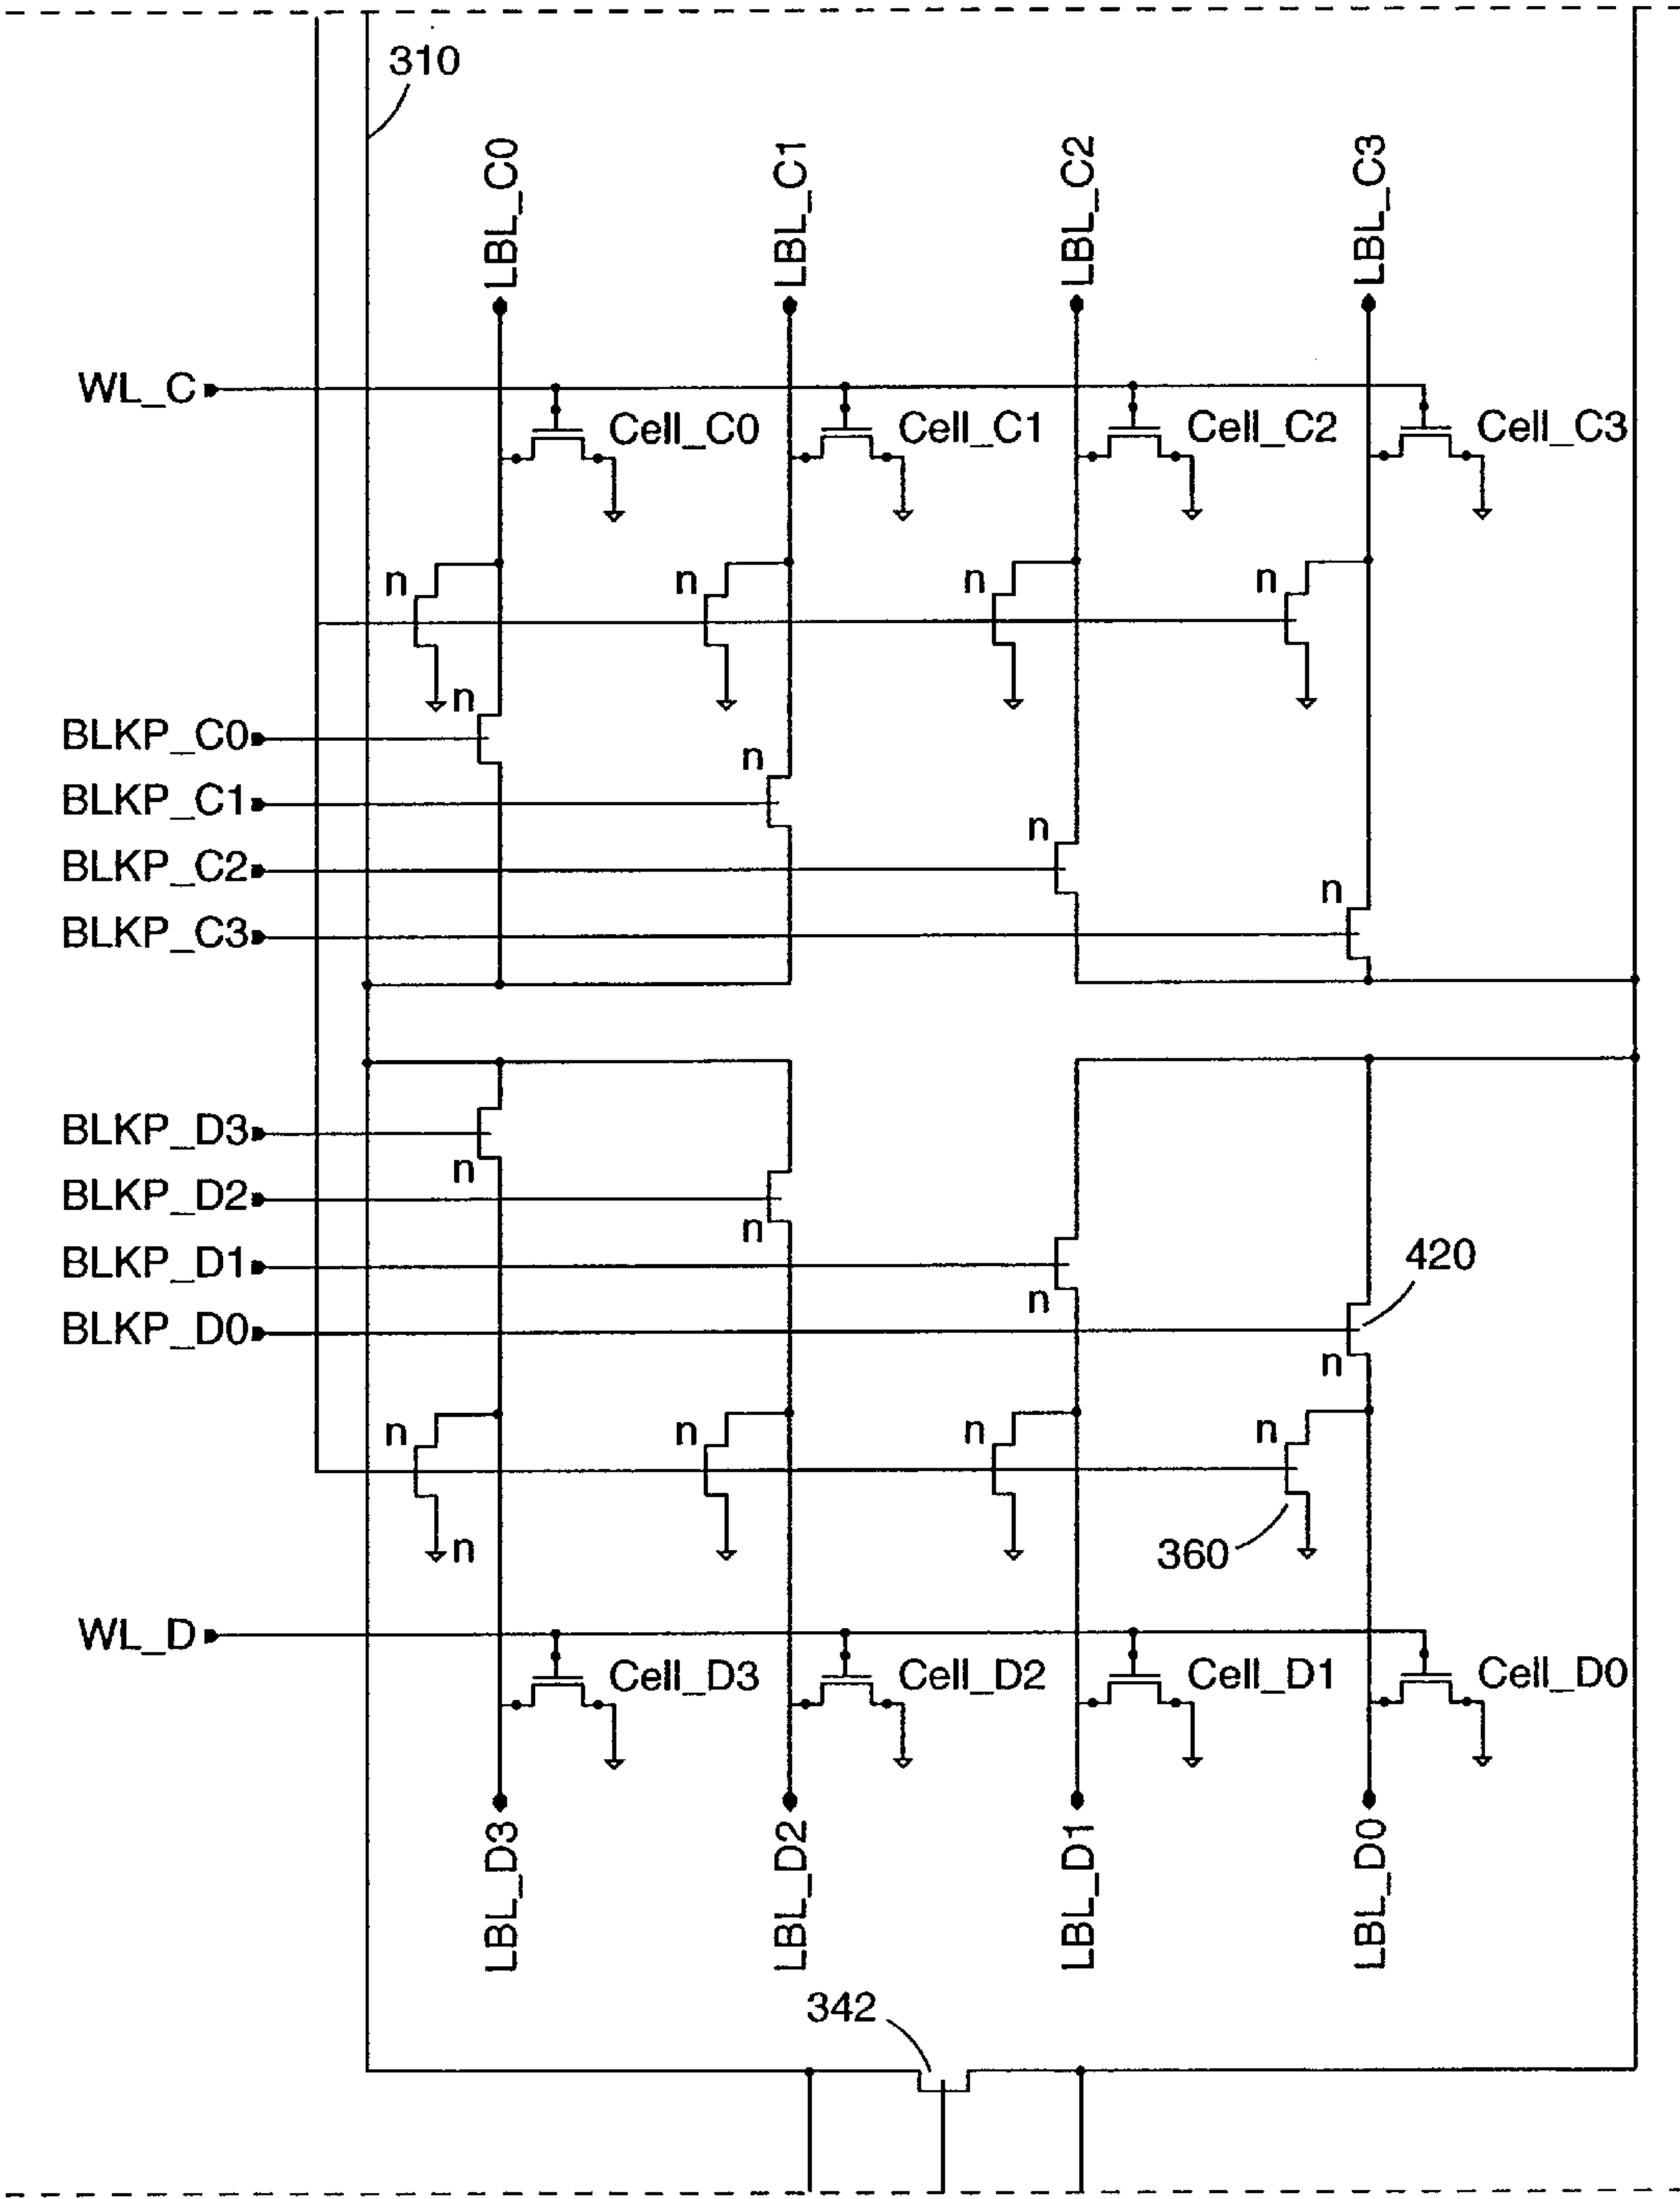 310
LBL_C0
LBL_C1
LBL_C2
LBL_C3
WL_C
Cell_C0
Cell_C1
Cell_C2
Cell_C3
n
n
n
n
n
BLKP_C0
n
BLKP_C1
n
BLKP_C2
n
BLKP_C3
BLKP_D3
n
BLKP_D2
n
BLKP_D1
n
420
BLKP_D0
n
n
n
n
n
n
360
WL_D
Cell_D3
Cell_D2
Cell_D1
Cell_D0
LBL_D3
LBL_D2
LBL_D1
LBL_D0
342